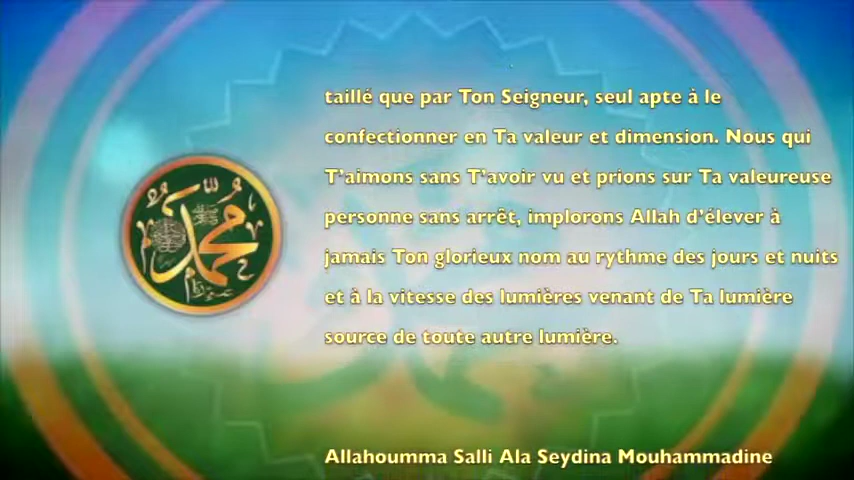 taillé que par Ton Seigneur, seul apte à le
confectionner en Ta valeur et dimension. Nous qui
T'aimons sans T'avoir vu et prions sur Ta valeureuse
personne sans arrêt, implorons Allah d'élever à
jamais Ton glorieux nom au rythme des jours et nuits
et à la vitesse des lumières venant de Ta lumière
source de toute autre lumière.
محمد
Allahoumma Salli Ala Seydina Mouhammadine